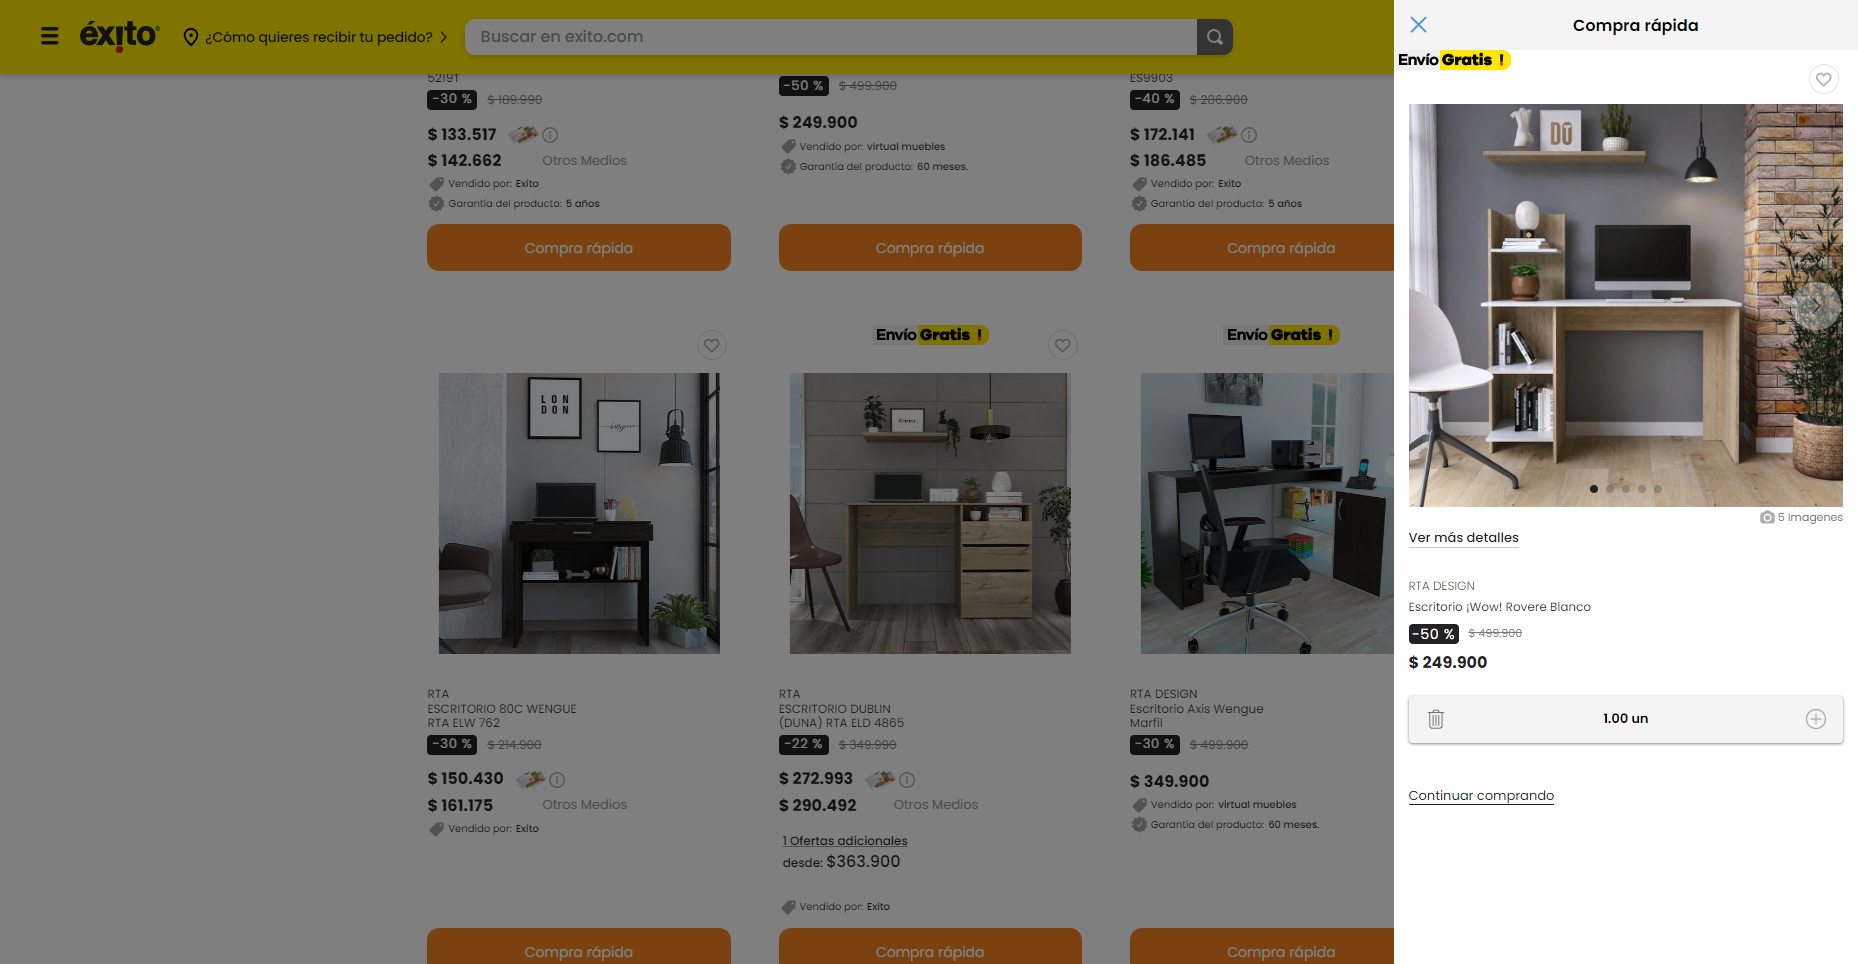 éxito
¿Cómo quieres recibir tu pedido?
Buscar en exito.com
5219T
-30 % $ 189.990
$ 133.517
$ 142.662 Otros Medios
Vendido por: Exito
Garantía del producto: 5 años
Compra rápida
-50 % $ 499.900
$ 249.900
Vendido por: virtual muebles
Garantía del producto: 60 meses.
Compra rápida
ES9903
-40 % $ 286.900
$ 172.141
$ 186.485 Otros Medios
Vendido por: Exito
Garantía del producto: 5 años
Compra rápida
LON
DON
RTA
ESCRITORIO 80C WENGUE
RTA ELW 762
-30 % $ 214.900
$ 150.430
$ 161.175 Otros Medios
Vendido por: Exito
Compra rápida
Envío Gratis !
RTA
ESCRITORIO DUBLIN
(DUNA) RTA ELD 4865
-22 % $ 349.990
$ 272.993
$ 290.492 Otros Medios
1 Ofertas adicionales
desde: $363.900
Vendido por: Exito
Compra rápida
Envío Gratis !
RTA DESIGN
Escritorio Axis Wengue
Marfil
-30 % $ 499.900
$ 349.900
Vendido por: virtual muebles
Garantía del producto: 60 meses.
Compra rápida
Compra rápida
Envío Gratis !
5 Imagenes
Ver más detalles
RTA DESIGN
Escritorio ¡Wow! Rovere Blanco
-50 % $ 499.900
$ 249.900
1.00 un
Continuar comprando